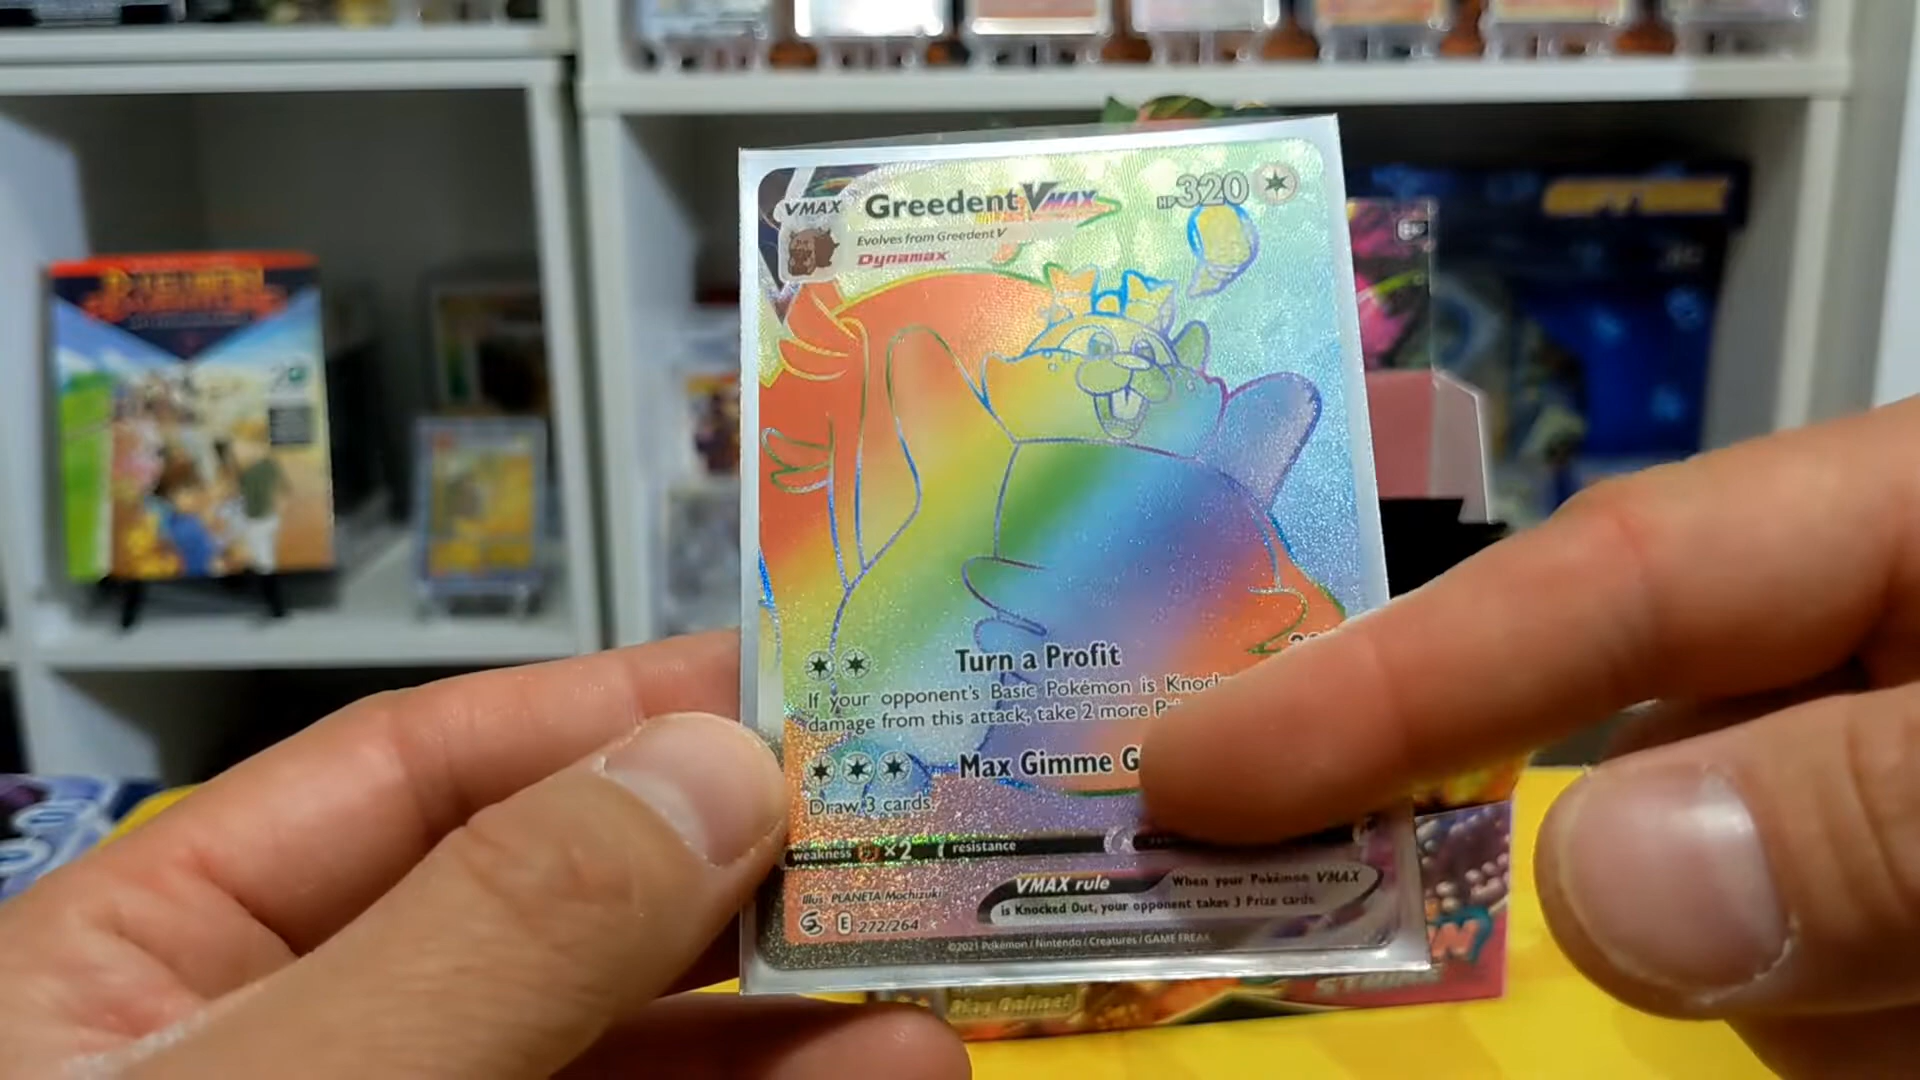 VMAX Greedent VMAX HP 320
Evolves from Greedent V
Dynamax
Turn a Profit
If your opponent's Basic Pokémon is
damage from this attack, take 2 more
Max Gimme
Draw 3 cards.
weakness ×2 resistance
VMAX rule When your Pokémon VMAX
is Knocked Out, your opponent takes 3 Prize cards.
Illus. PLANETA Mochizuki
E 272/264
©2021 Pokémon / Nintendo / Creatures / GAME FREAK
Play Online!